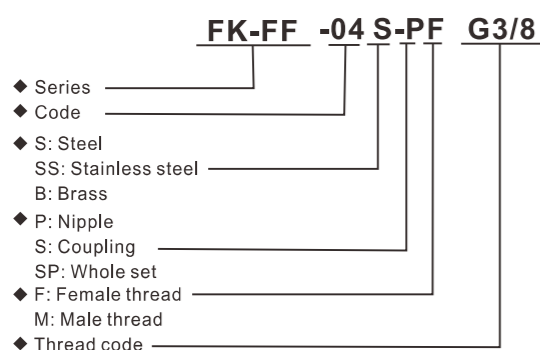 FK-FF -04 S-PF G3/8
◆ Series
◆ Code
◆ S: Steel
SS: Stainless steel
B: Brass
◆ P: Nipple
S: Coupling
SP: Whole set
◆ F: Female thread
M: Male thread
◆ Thread code